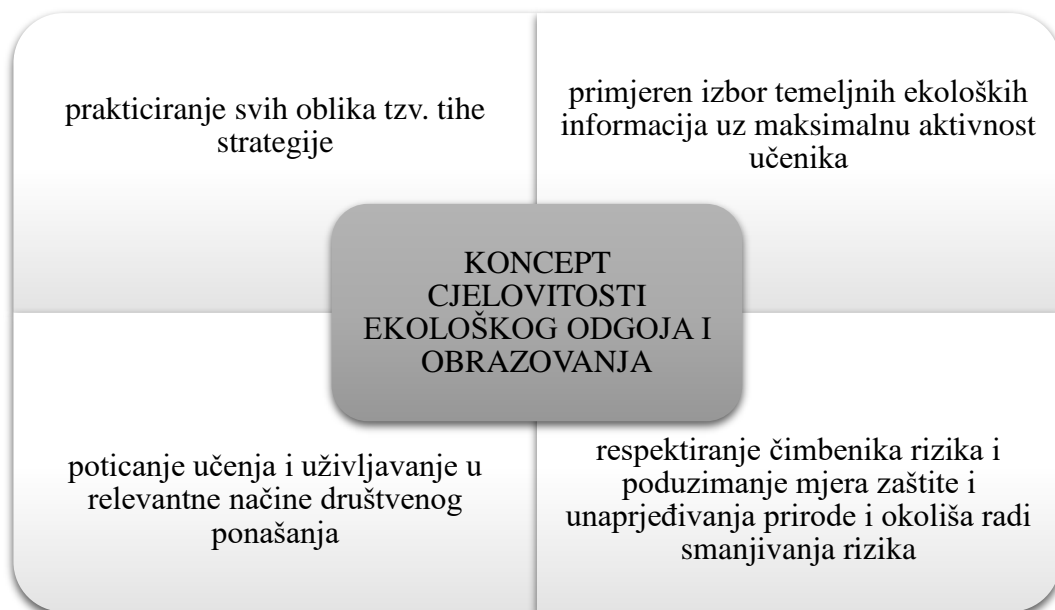 prakticiranje svih oblika tzv. tihe
strategije
primjeren izbor temeljnih ekoloških
informacija uz maksimalnu aktivnost
učenika
KONCEPT
CJELOVITOSTI
EKOLOŠKOG ODGOJA I
OBRAZOVANJA
poticanje učenja i uživljavanje u
relevantne načine društvenog
ponašanja
respektiranje čimbenika rizika i
poduzimanje mjera zaštite i
unaprjeđivanja prirode i okoliša radi
smanjivanja rizika